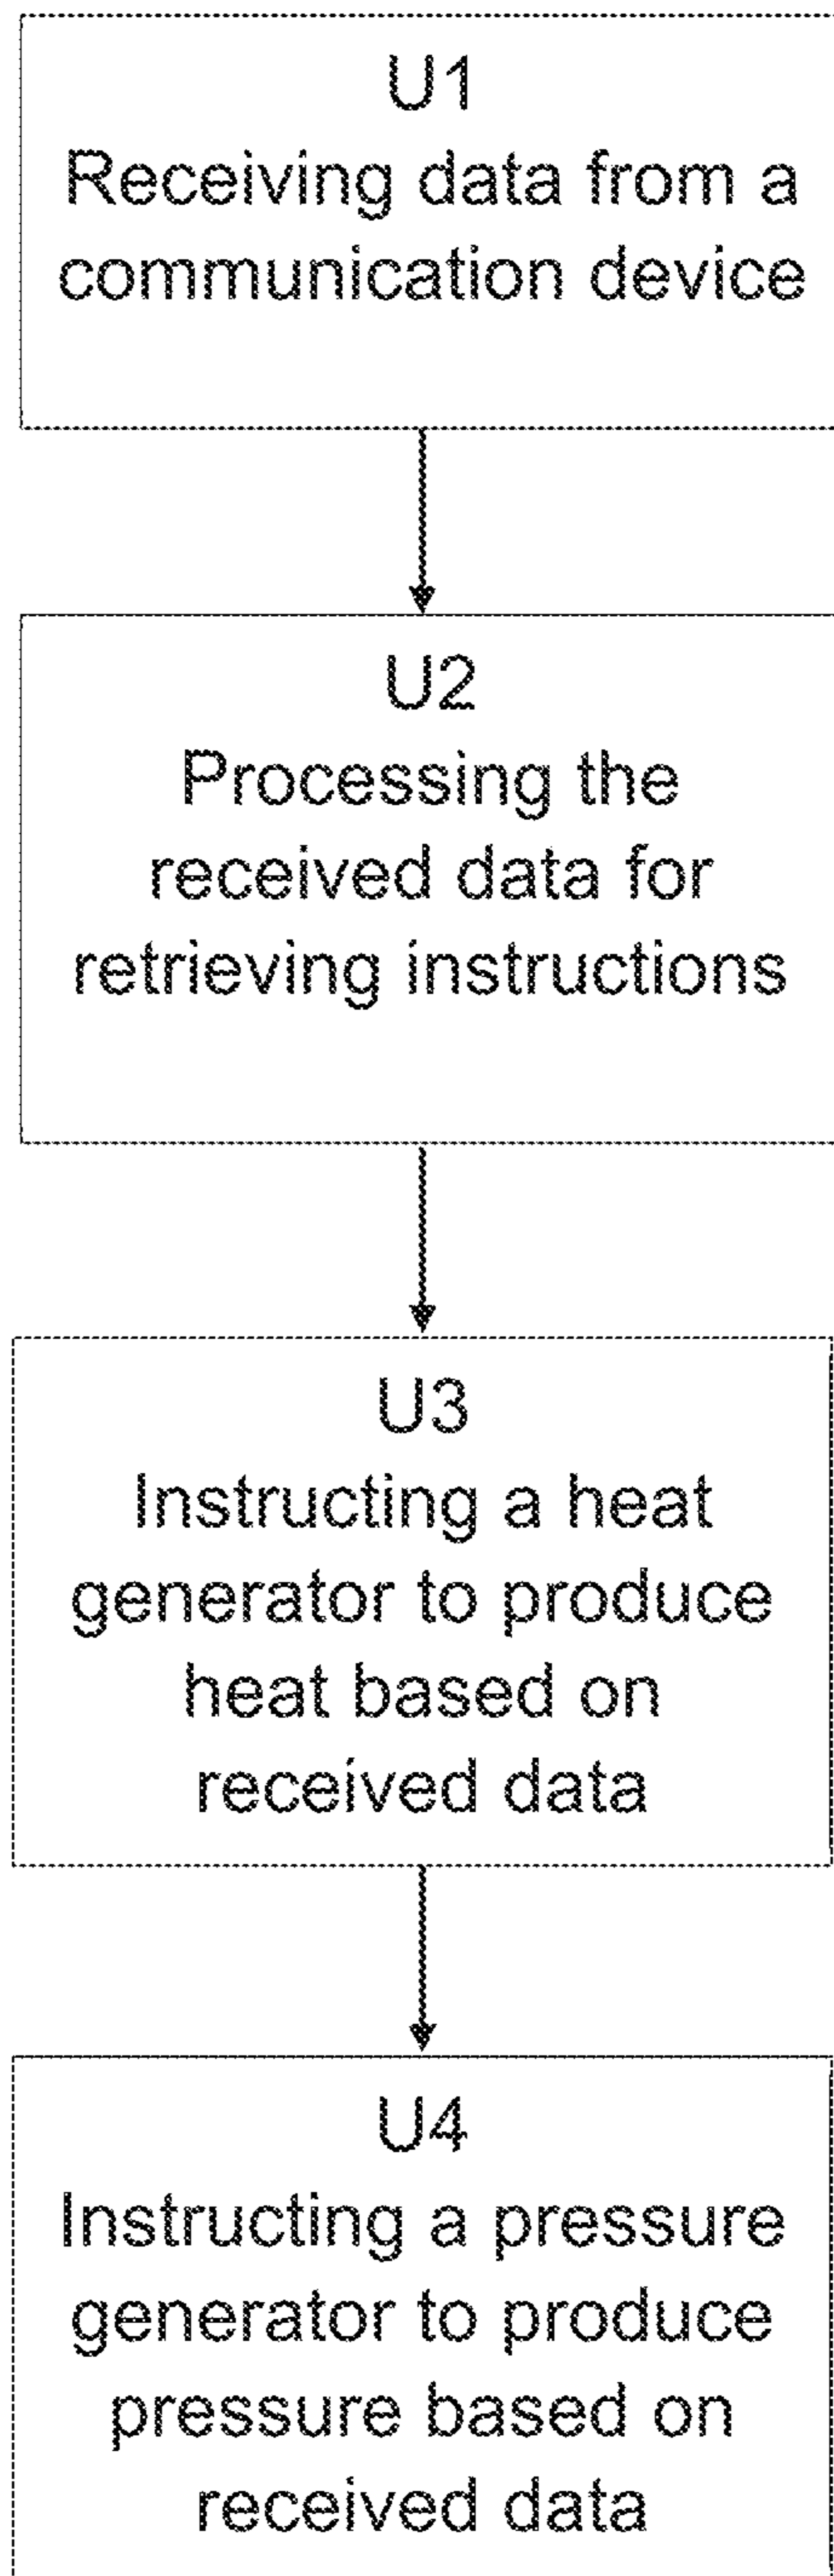 U1
Receiving data from a
communication device
U2
Processing the
received data for
retrieving instructions
U3
Instructing a heat
generator to produce
heat based on
received data
U4
Instructing a pressure
generator to produce
pressure based on
received data